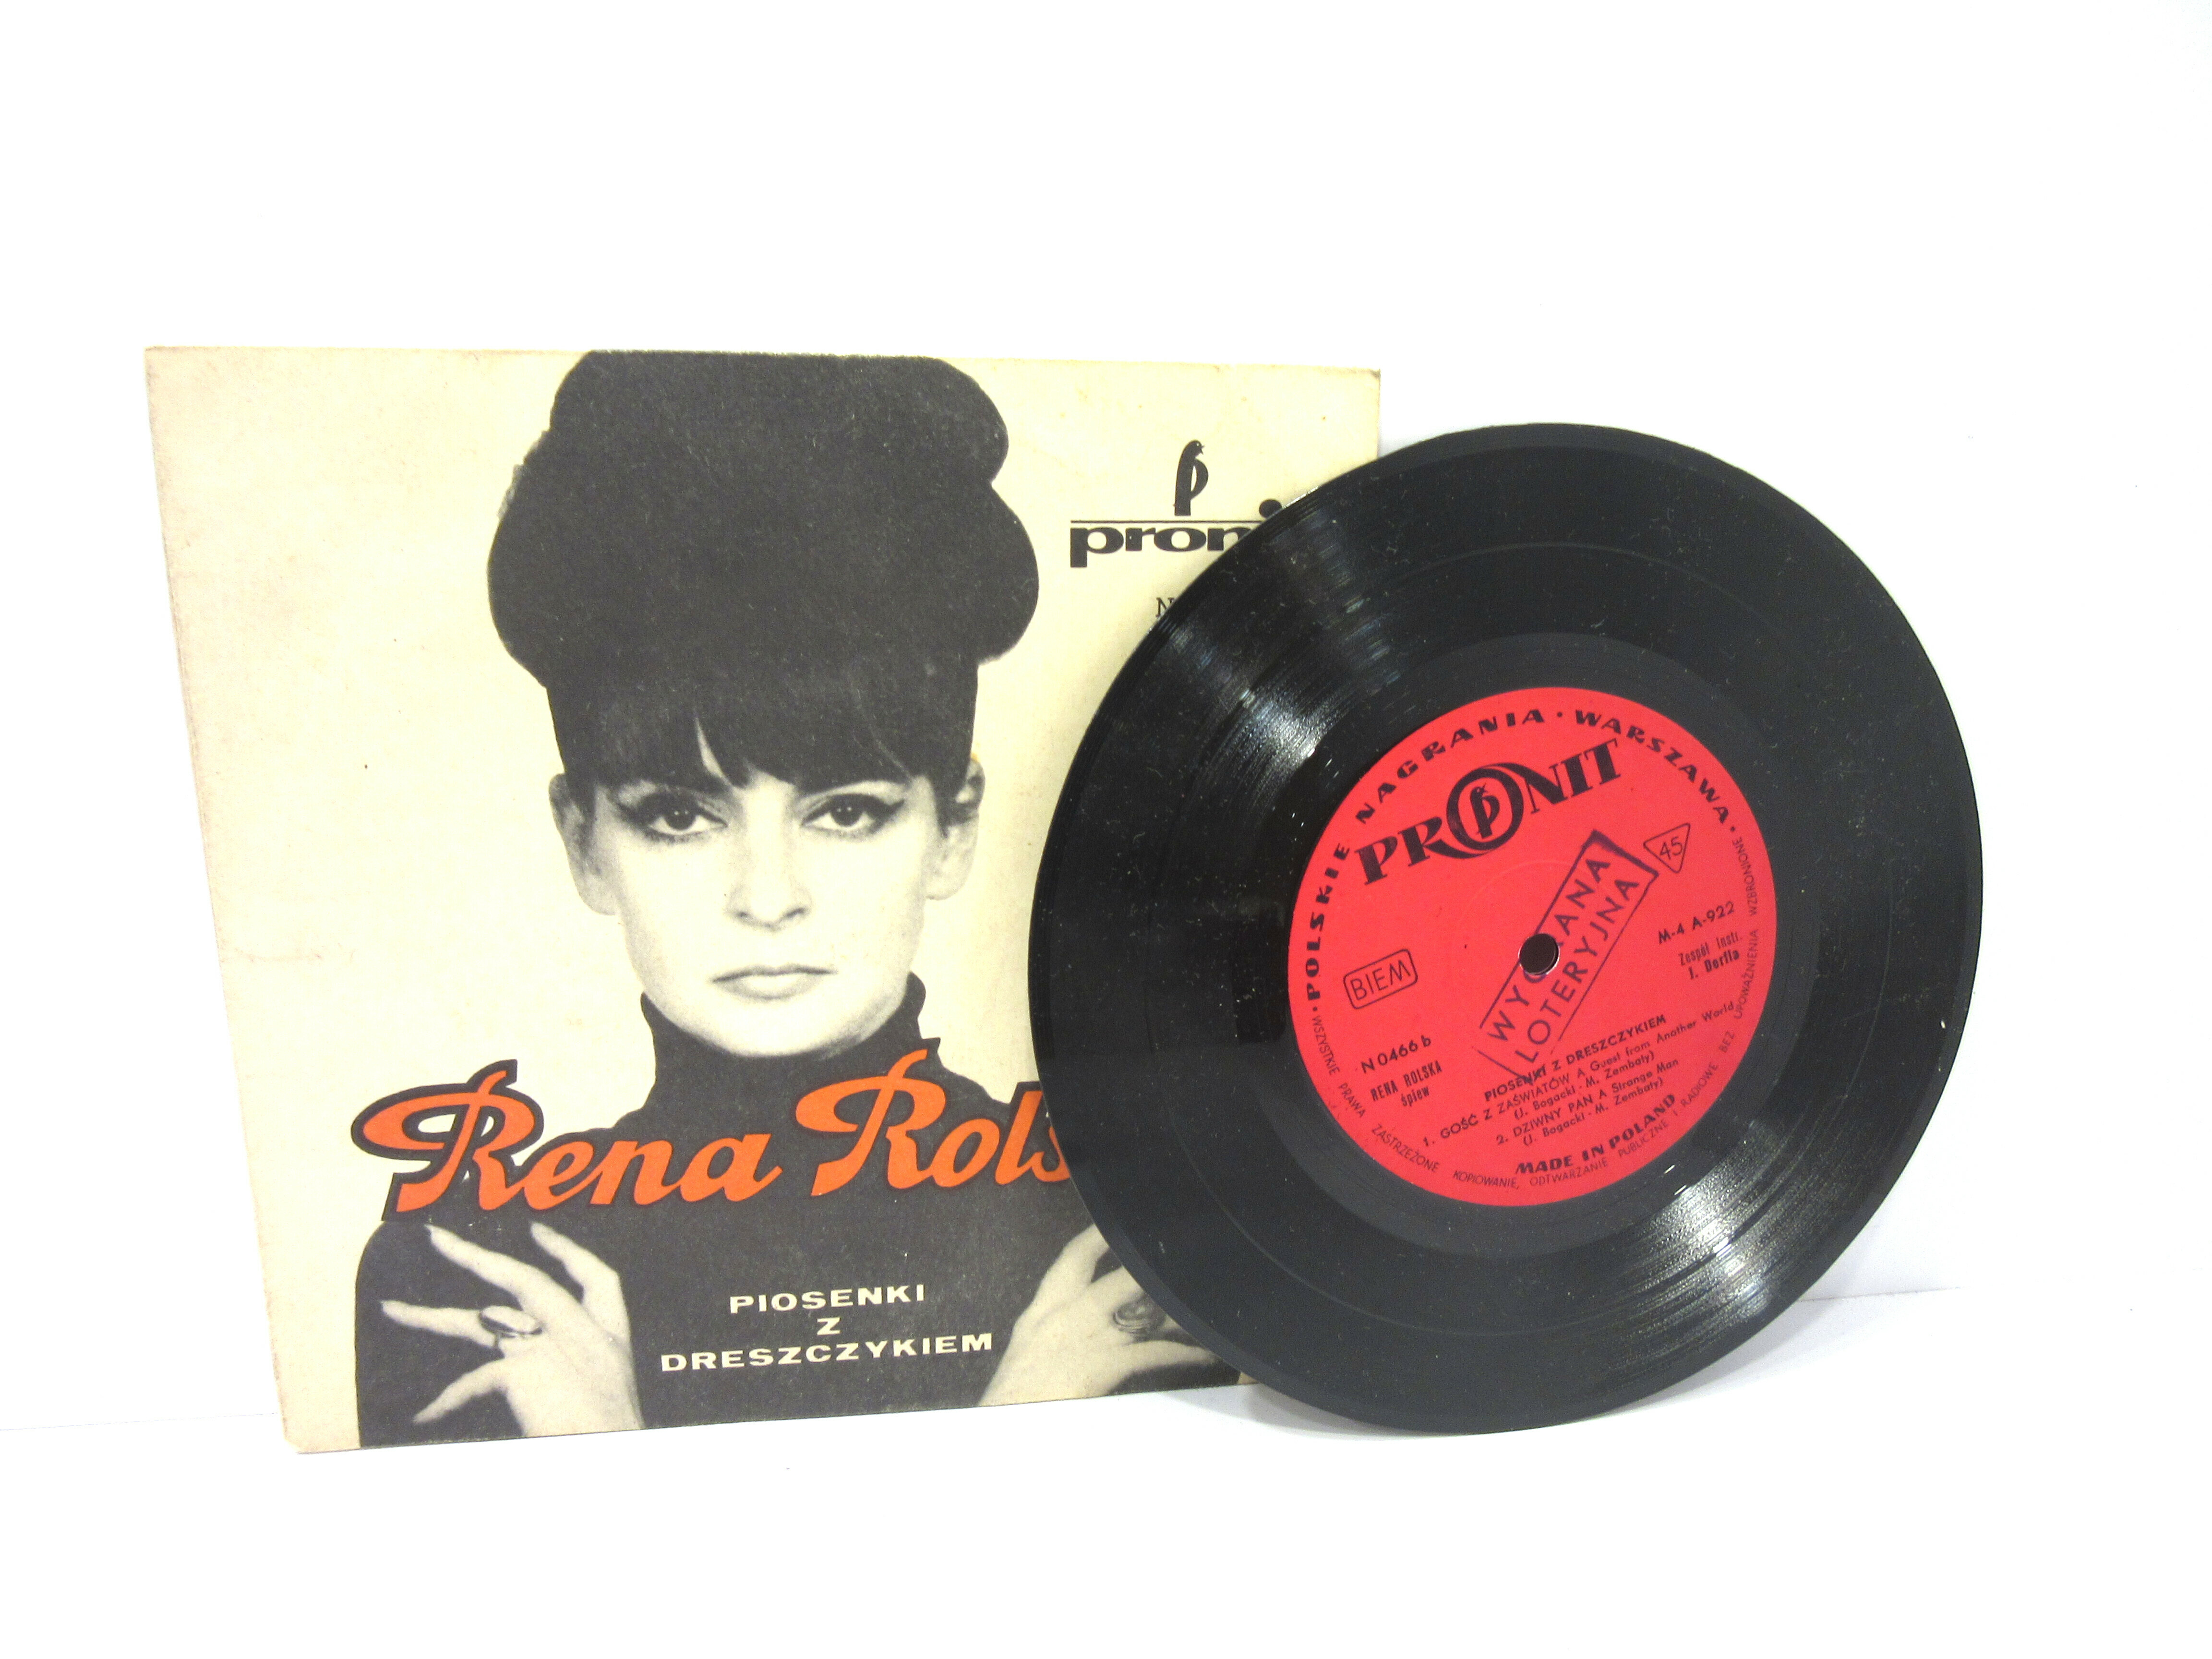 pron
N
Rena Rols
PIOSENKI
Z
DRESZCZYKIEM
• POLSKIE NAGRANIA • WARSZAWA •
PRONIT
WYGRANA
LOTERYJNA
45
BIEM
M-4 A-922
Zespół Instr.
J. Derfla
N 0466 b
RENA ROLSKA
śpiew
PIOSENKI Z DRESZCZYKIEM
1. GOŚĆ Z ZAŚWIATÓW A Guest from Another World
(J. Bogacki - M. Zembaty)
2. DZIWNY PAN A Strange Man
(J. Bogacki - M. Zembaty)
MADE IN POLAND
WSZYSTKIE PRAWA ZASTRZEŻONE KOPIOWANIE, ODTWARZANIE PUBLICZNE I RADIOWE BEZ UPOWAŻNIENIA WZBRONIONE